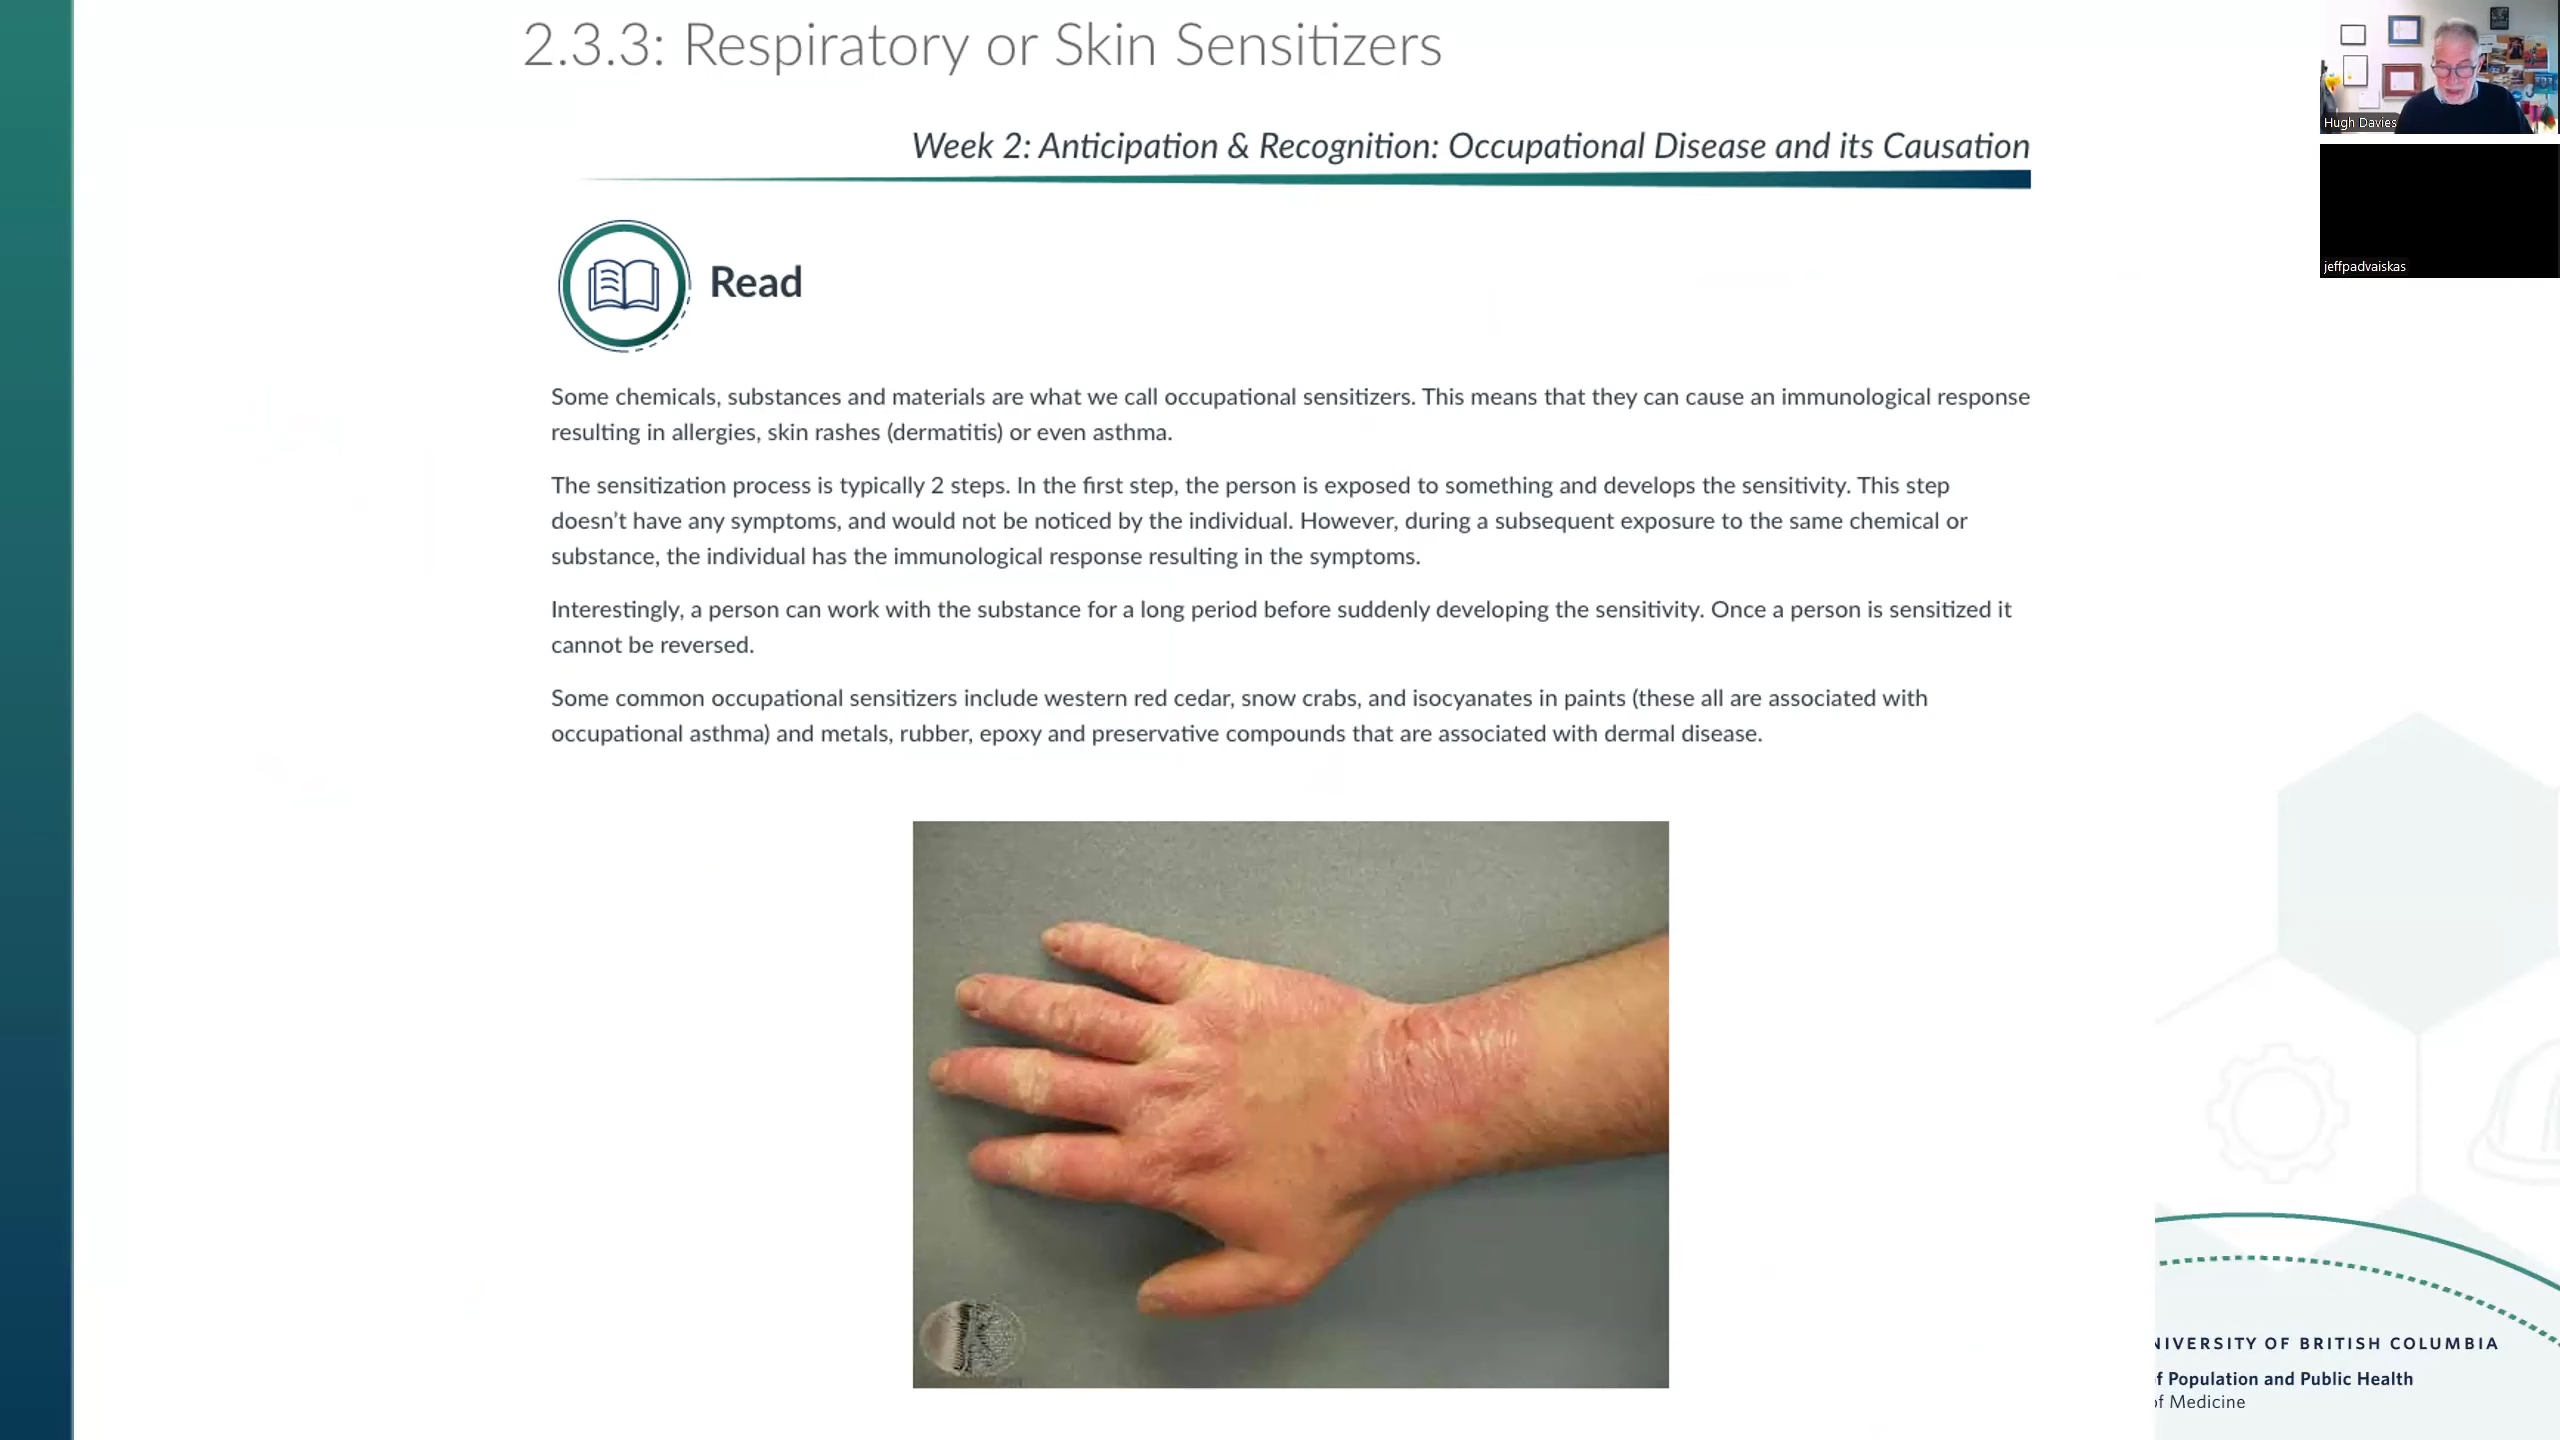 2.3.3: Respiratory or Skin Sensitizers
Hugh Davies
jeffpadvaiskas
Week 2: Anticipation & Recognition: Occupational Disease and its Causation
Read
Some chemicals, substances and materials are what we call occupational sensitizers. This means that they can cause an immunological response
resulting in allergies, skin rashes (dermatitis) or even asthma.
The sensitization process is typically 2 steps. In the first step, the person is exposed to something and develops the sensitivity. This step
doesn’t have any symptoms, and would not be noticed by the individual. However, during a subsequent exposure to the same chemical or
substance, the individual has the immunological response resulting in the symptoms.
Interestingly, a person can work with the substance for a long period before suddenly developing the sensitivity. Once a person is sensitized it
cannot be reversed.
Some common occupational sensitizers include western red cedar, snow crabs, and isocyanates in paints (these all are associated with
occupational asthma) and metals, rubber, epoxy and preservative compounds that are associated with dermal disease.
NIVERSITY OF BRITISH COLUMBIA
f Population and Public Health
of Medicine